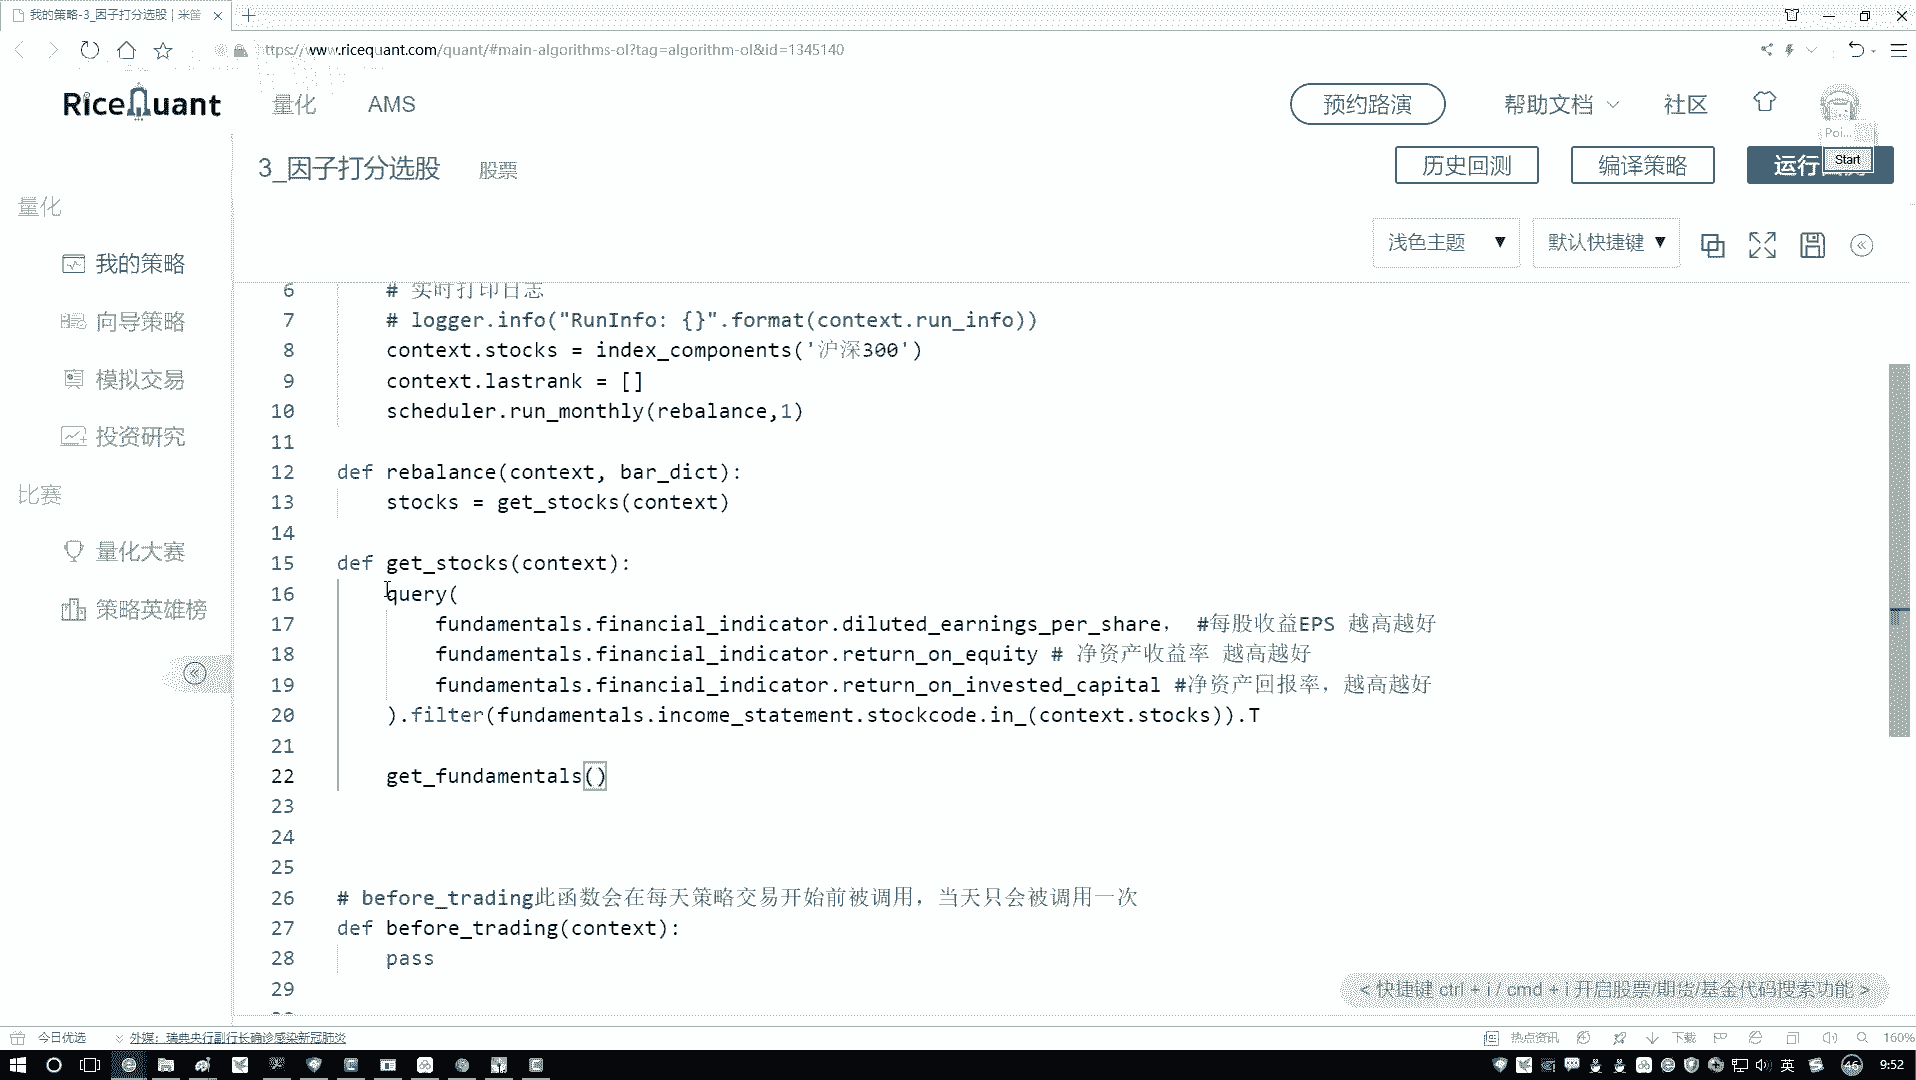 我的策略-3_因子打分选股 | 米筐
https://www.ricequant.com/quant/#main-algorithms-ol?tag=algorithm-ol&id=1345140
RiceQuant
量化
AMS
预约路演
帮助文档
社区
Poi...
Start
3_因子打分选股
股票
历史回测
编译策略
运行
浅色主题
默认快捷键
量化
我的策略
向导策略
模拟交易
投资研究
比赛
量化大赛
策略英雄榜
6 # 实时打印日志
7 # logger.info("RunInfo: {}".format(context.run_info))
8 context.stocks = index_components('沪深300')
9 context.lastrank = []
10 scheduler.run_monthly(rebalance,1)
11
12 def rebalance(context, bar_dict):
13 stocks = get_stocks(context)
14
15 def get_stocks(context):
16 query(
17 fundamentals.financial_indicator.diluted_earnings_per_share， #每股收益EPS 越高越好
18 fundamentals.financial_indicator.return_on_equity # 净资产收益率 越高越好
19 fundamentals.financial_indicator.return_on_invested_capital #净资产回报率，越高越好
20 ).filter(fundamentals.income_statement.stockcode.in_(context.stocks)).T
21
22 get_fundamentals()
23
24
25
26 # before_trading此函数会在每天策略交易开始前被调用，当天只会被调用一次
27 def before_trading(context):
28 pass
29
< 快捷键 ctrl + i / cmd + i 开启股票/期货/基金代码搜索功能 >
今日优选
外媒：瑞典央行副行长确诊感染新冠肺炎
热点资讯
下载
160%
英
46
9:52